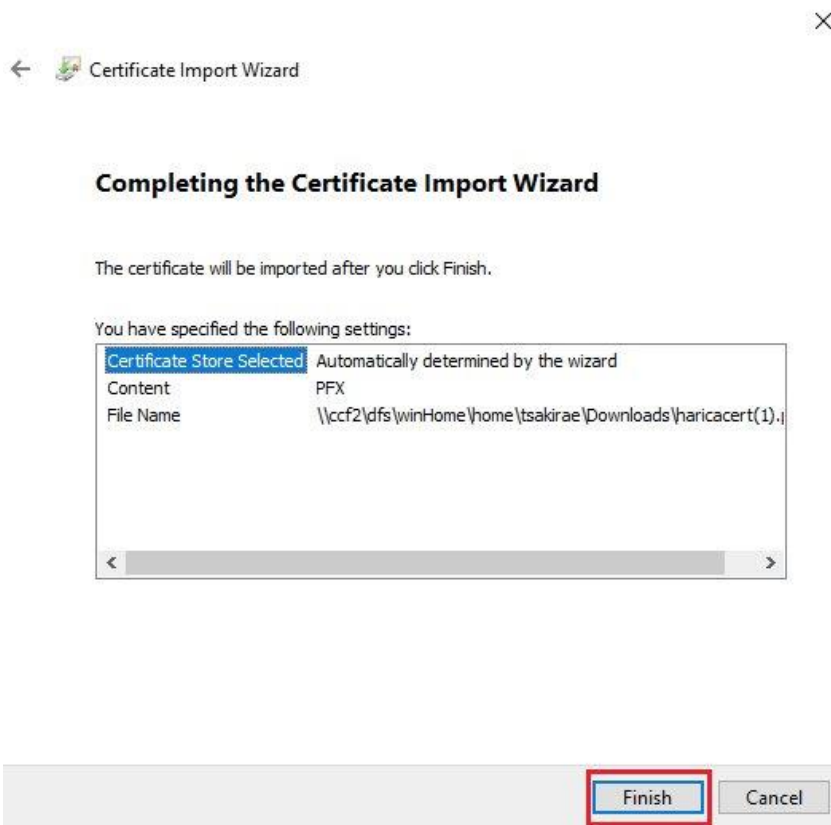 Certificate Import Wizard
Completing the Certificate Import Wizard
The certificate will be imported after you click Finish.
You have specified the following settings:
Certificate Store Selected Automatically determined by the wizard
Content PFX
File Name \\ccf2\dfs\winHome\home\tsakirae\Downloads\haricacert(1).p
Finish Cancel